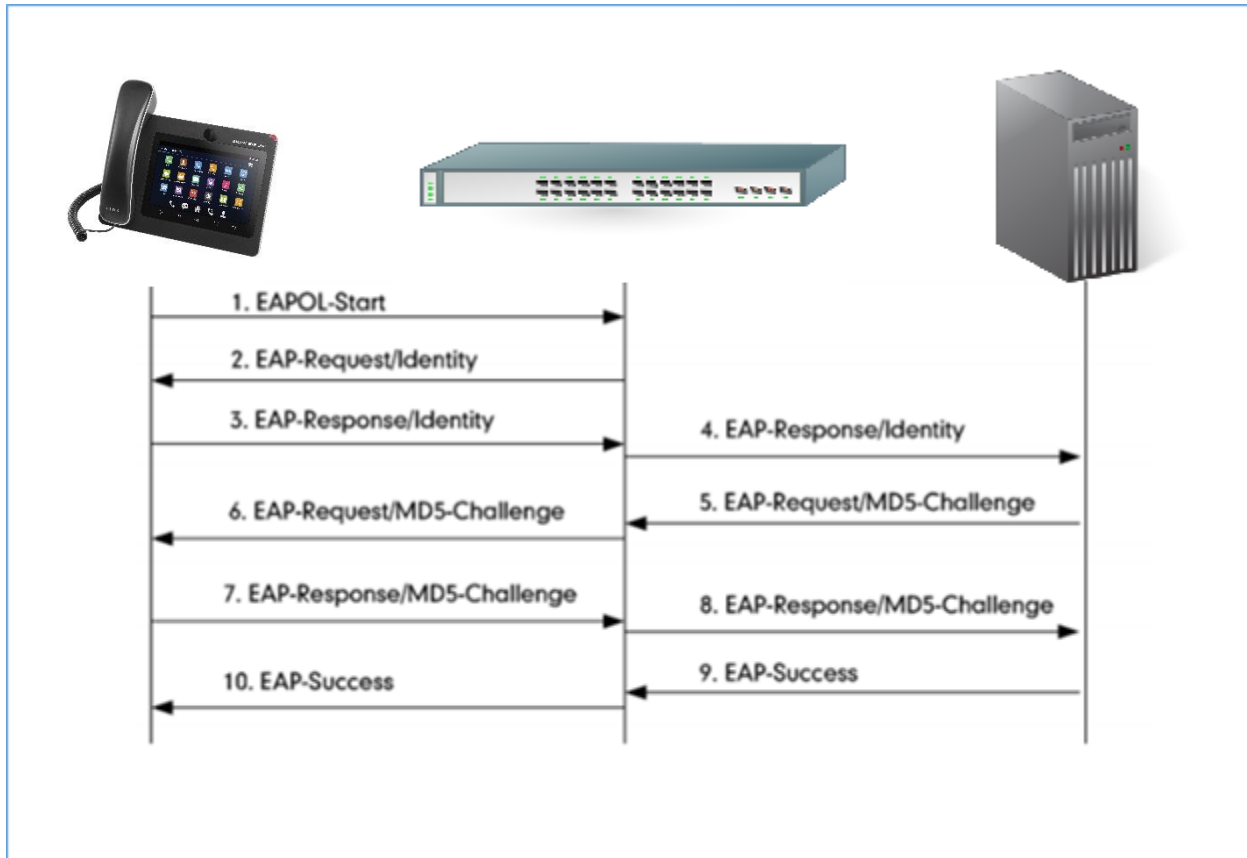 1. EAPOL-Start
2. EAP-Request/Identity
3. EAP-Response/Identity
4. EAP-Response/Identity
5. EAP-Request/MD5-Challenge
6. EAP-Request/MD5-Challenge
7. EAP-Response/MD5-Challenge
8. EAP-Response/MD5-Challenge
9. EAP-Success
10. EAP-Success